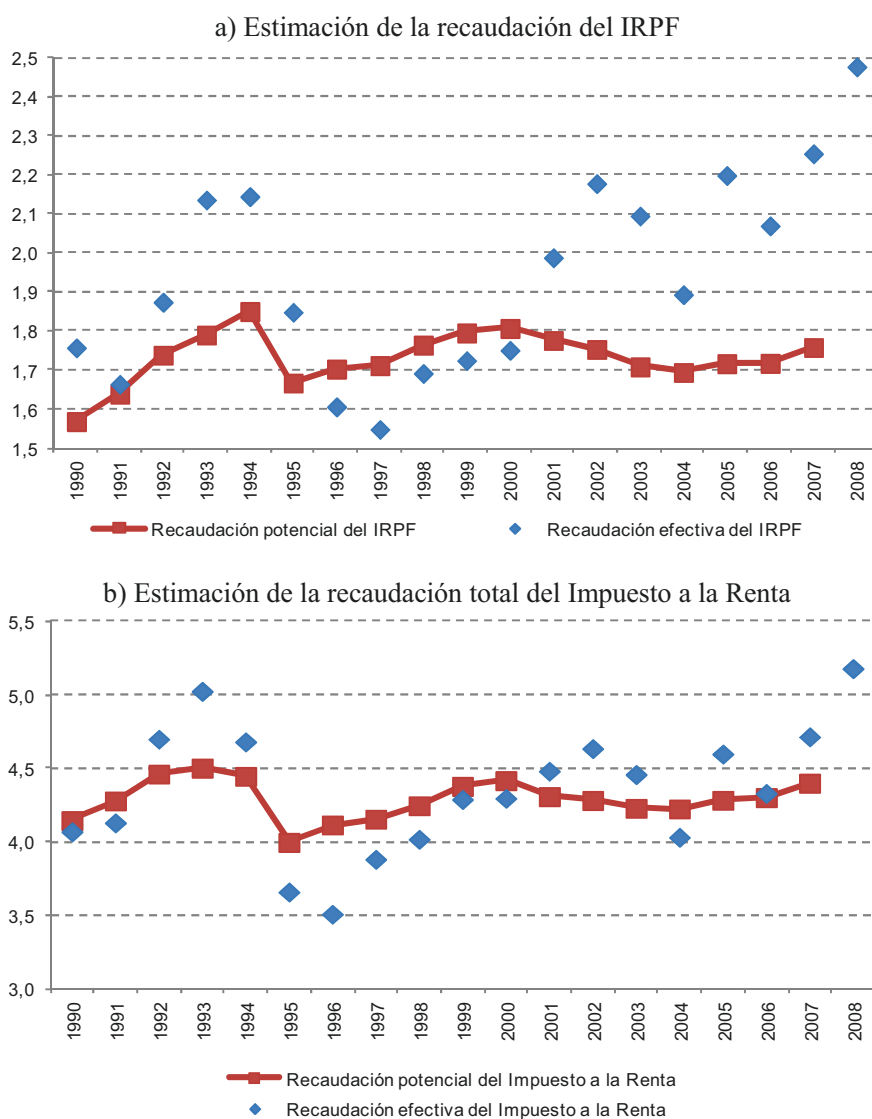 a) Estimación de la recaudación del IRPF
2,5
2,4
2,3
2,2
2,1
2,0
1,9
1,8
1,7
1,6
1,5
1990 1991 1992 1993 1994 1995 1996 1997 1998 1999 2000 2001 2002 2003 2004 2005 2006 2007 2008
Recaudación potencial del IRPF Recaudación efectiva del IRPF
b) Estimación de la recaudación total del Impuesto a la Renta
5,5
5,0
4,5
4,0
3,5
3,0
1990 1991 1992 1993 1994 1995 1996 1997 1998 1999 2000 2001 2002 2003 2004 2005 2006 2007 2008
Recaudación potencial del Impuesto a la Renta
Recaudación efectiva del Impuesto a la Renta